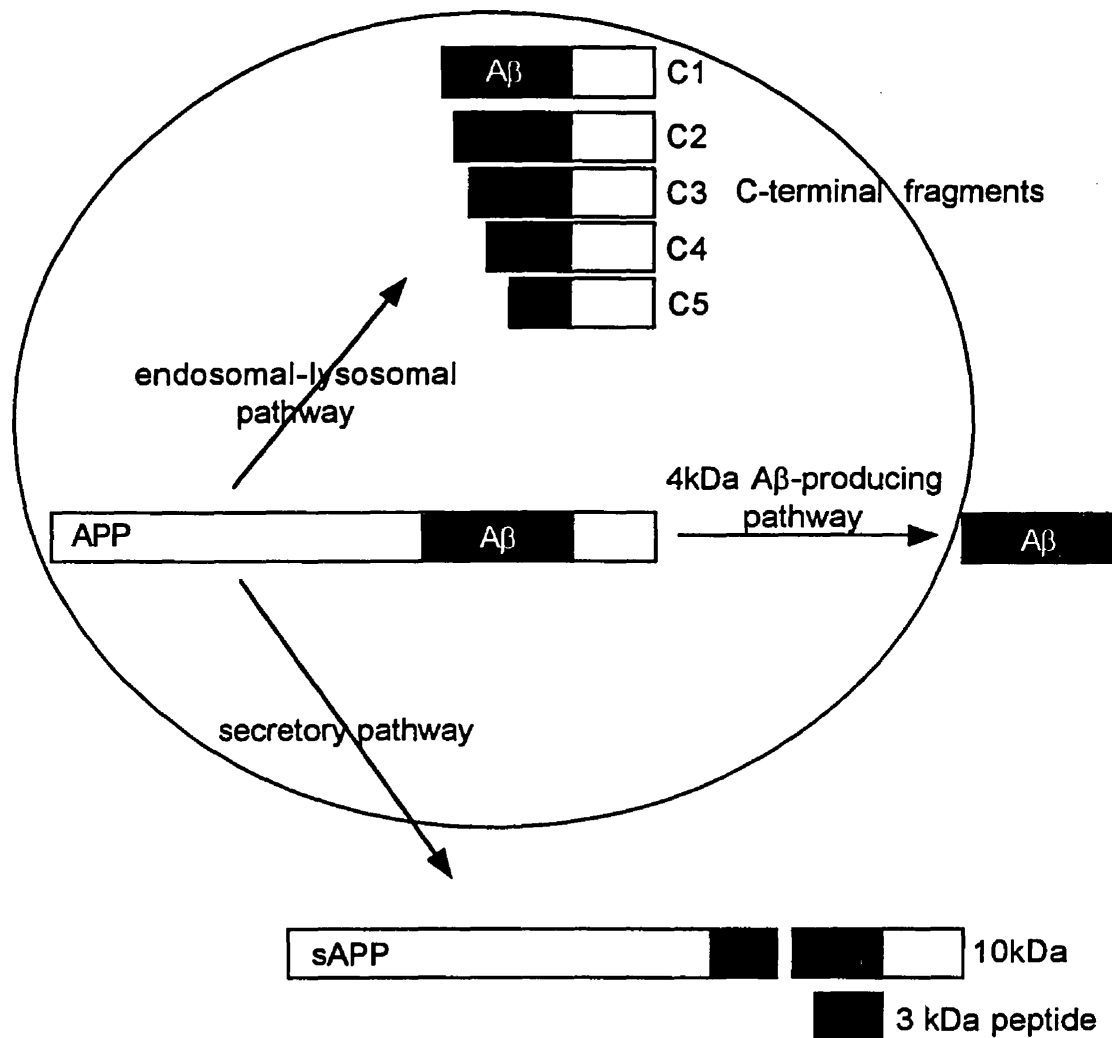 Aβ C1
C2
C3 C-terminal fragments
C4
C5
endosomal-lysosomal
pathway
4kDa Aβ-producing
pathway
APP Aβ
Aβ
secretory pathway
sAPP
10kDa
3 kDa peptide